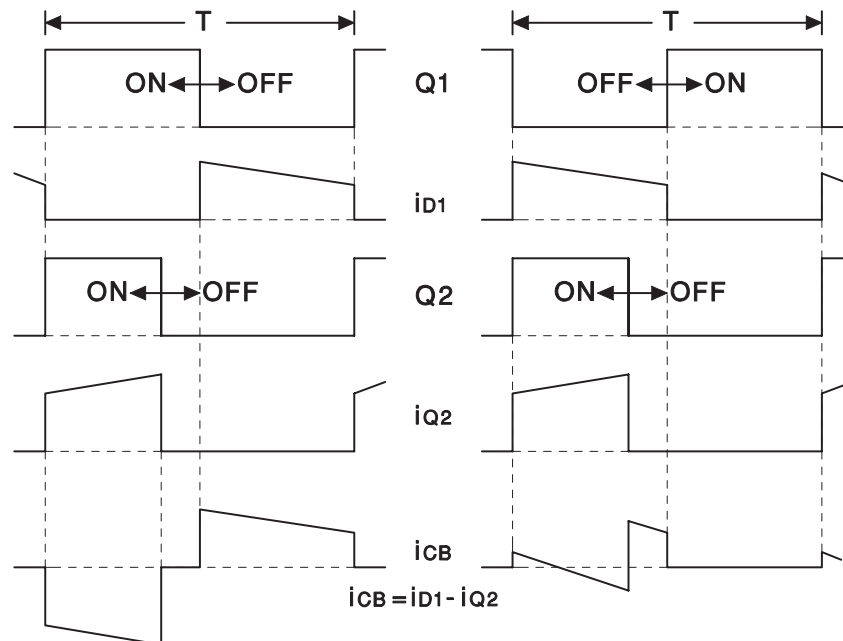 T T
ON OFF Q1 OFF ON
iD1
ON OFF Q2 ON OFF
iQ2
iCB
iCB = iD1 - iQ2